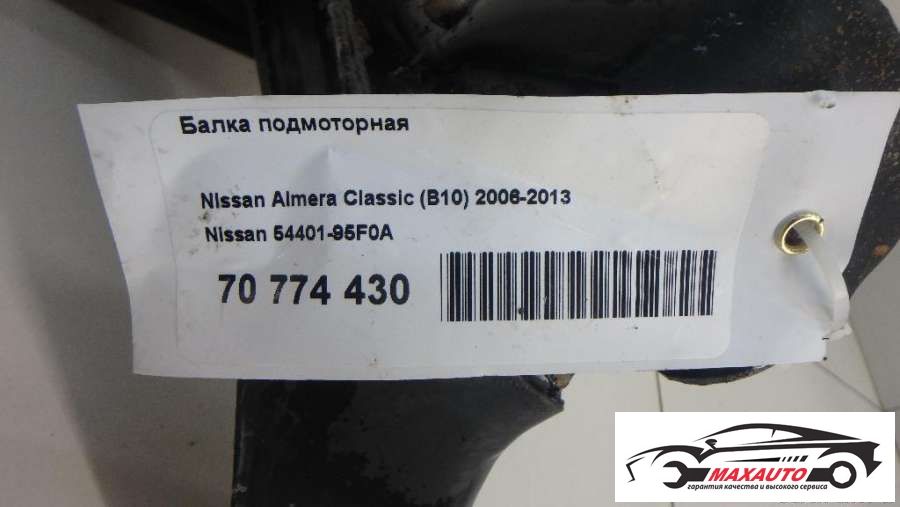 Балка подмоторная
Nissan Almera Classic (B10) 2006-2013
Nissan 54401-95F0A
70 774 430
MAXAUTO
гарантия качества и высокого сервиса